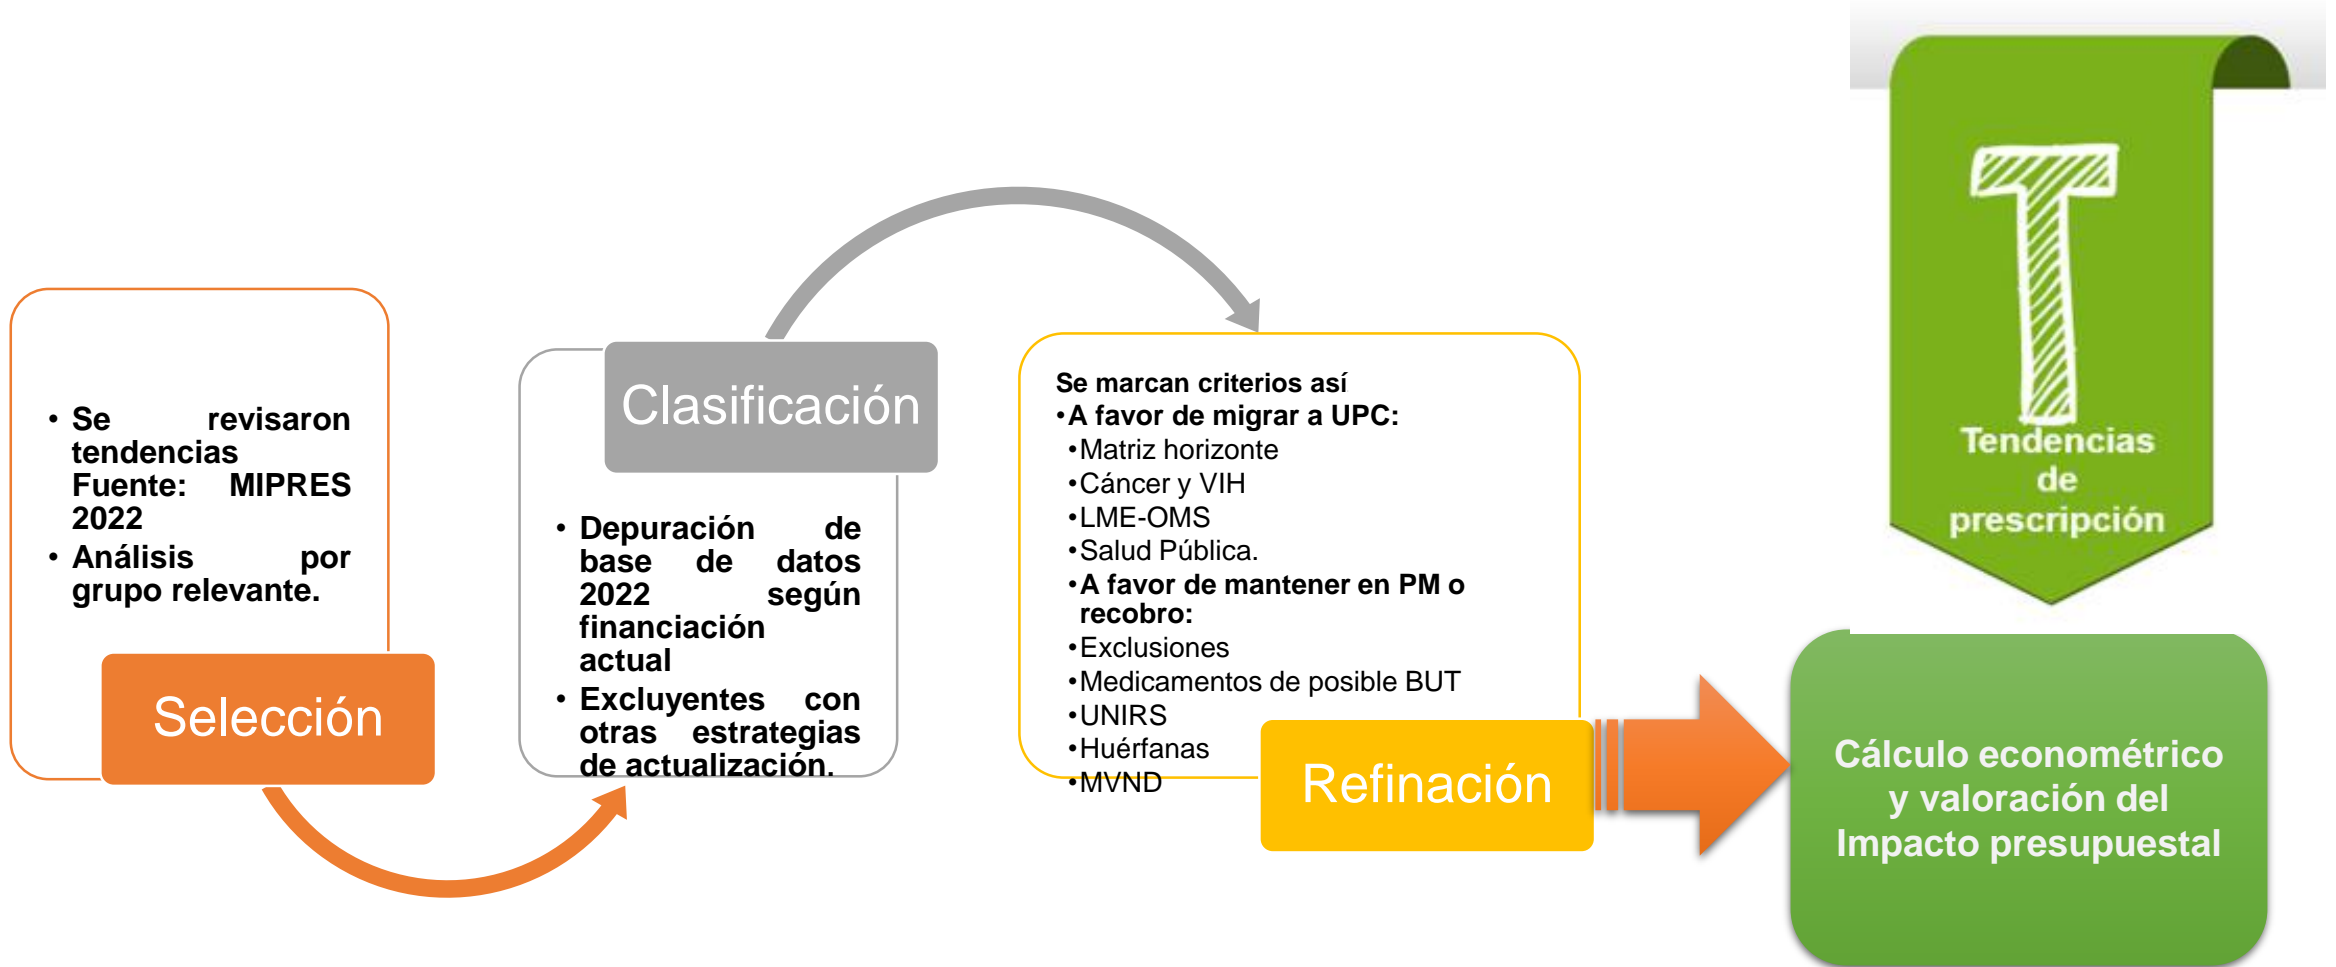 • Se revisaron
tendencias
Fuente: MIPRES
2022
• Análisis por
grupo relevante.
Selección
Clasificación
• Depuración de
base de datos
2022 según
financiación
actual
• Excluyentes con
otras estrategias
de actualización.
Se marcan criterios así
•A favor de migrar a UPC:
•Matriz horizonte
•Cáncer y VIH
•LME-OMS
•Salud Pública.
•A favor de mantener en PM o
recobro:
•Exclusiones
•Medicamentos de posible BUT
•UNIRS
•Huérfanas
•MVND
Refinación
T
Tendencias
de
prescripción
Cálculo econométrico
y valoración del
Impacto presupuestal